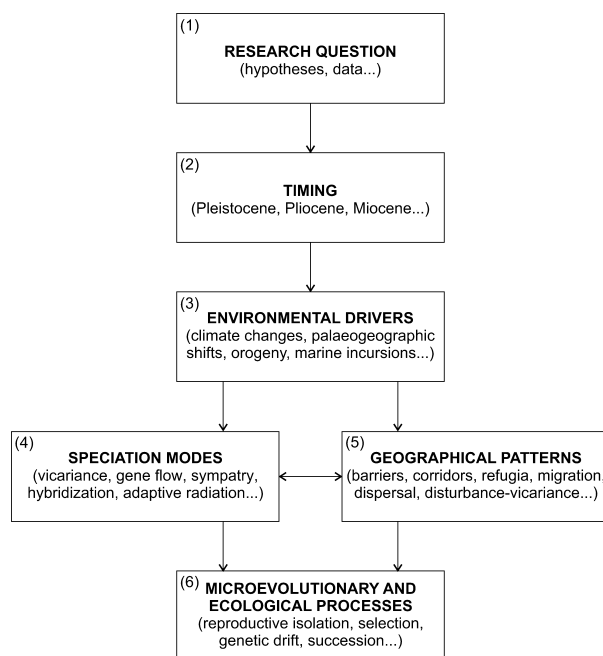 (1)
RESEARCH QUESTION
(hypotheses, data...)
(2)
TIMING
(Pleistocene, Pliocene, Miocene...)
(3)
ENVIRONMENTAL DRIVERS
(climate changes, palaeogeographic
shifts, orogeny, marine incursions...)
(4)
SPECIATION MODES
(vicariance, gene flow, sympatry,
hybridization, adaptive radiation...)
(5)
GEOGRAPHICAL PATTERNS
(barriers, corridors, refugia, migration,
dispersal, disturbance-vicariance...)
(6)
MICROEVOLUTIONARY AND
ECOLOGICAL PROCESSES
(reproductive isolation, selection,
genetic drift, succession...)